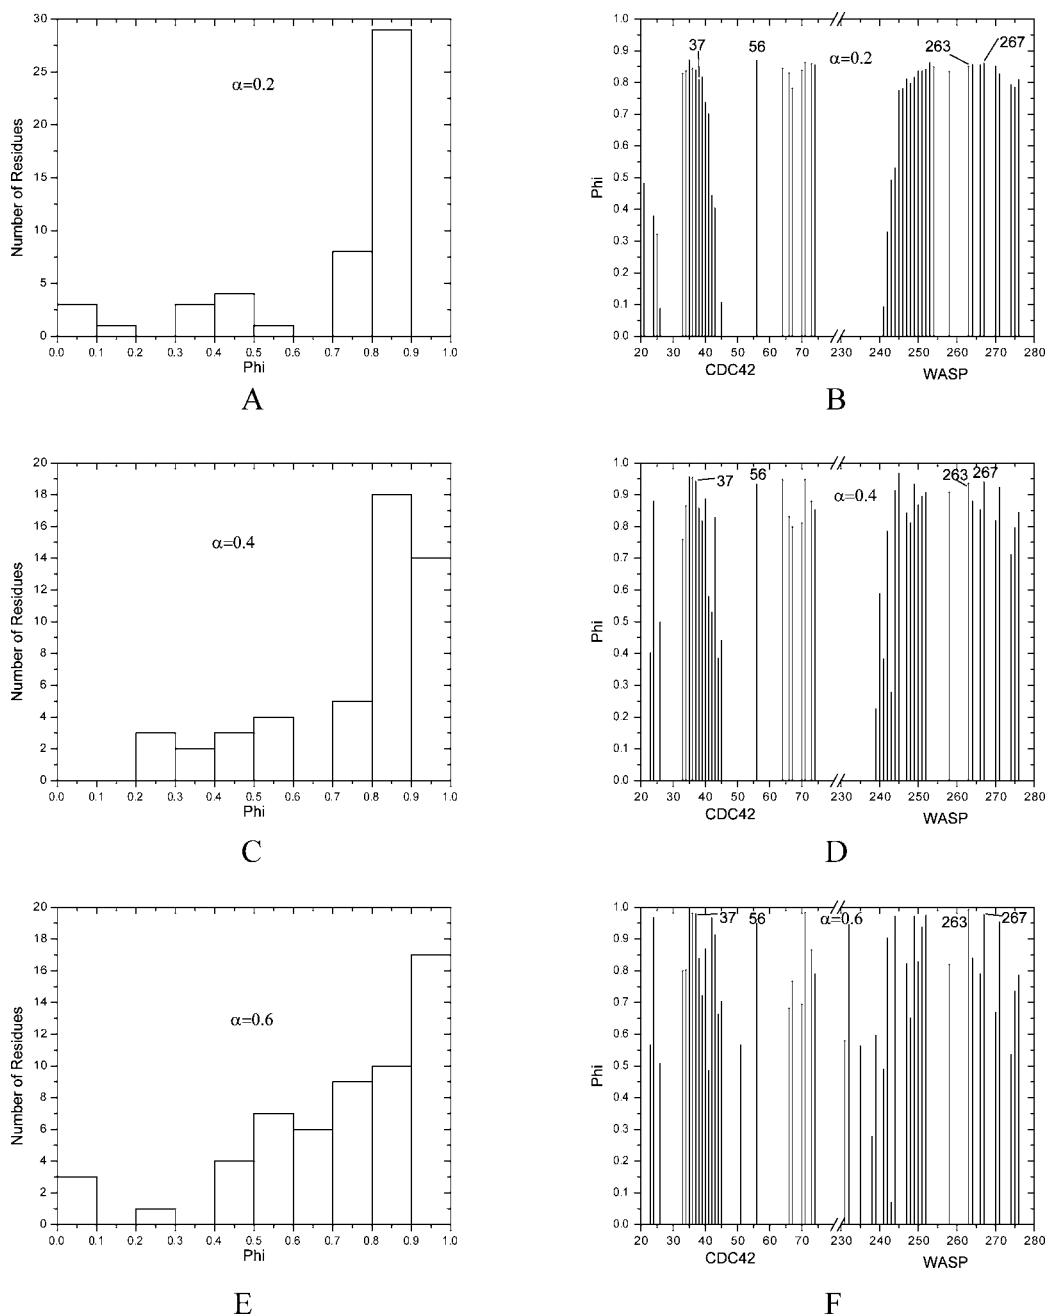 30
25
20
15
10
5
0
Number of Residues
α=0.2
0.0 0.1 0.2 0.3 0.4 0.5 0.6 0.7 0.8 0.9 1.0
Phi
A
1.0
0.9
0.8
0.7
0.6
0.5
0.4
0.3
0.2
0.1
0.0
Phi
37 56 α=0.2 263 267
20 30 40 50 60 70 230 240 250 260 270 280
CDC42 WASP
B
20
18
16
14
12
10
8
6
4
2
0
Number of Residues
α=0.4
0.0 0.1 0.2 0.3 0.4 0.5 0.6 0.7 0.8 0.9 1.0
Phi
C
1.0
0.9
0.8
0.7
0.6
0.5
0.4
0.3
0.2
0.1
0.0
Phi
37 56 α=0.4 263 267
20 30 40 50 60 70 230 240 250 260 270 280
CDC42 WASP
D
20
18
16
14
12
10
8
6
4
2
0
Number of Residues
α=0.6
0.0 0.1 0.2 0.3 0.4 0.5 0.6 0.7 0.8 0.9 1.0
Phi
E
1.0
0.9
0.8
0.7
0.6
0.5
0.4
0.3
0.2
0.1
0.0
Phi
37 56 α=0.6 263 267
20 30 40 50 60 70 230 240 250 260 270 280
CDC42 WASP
F